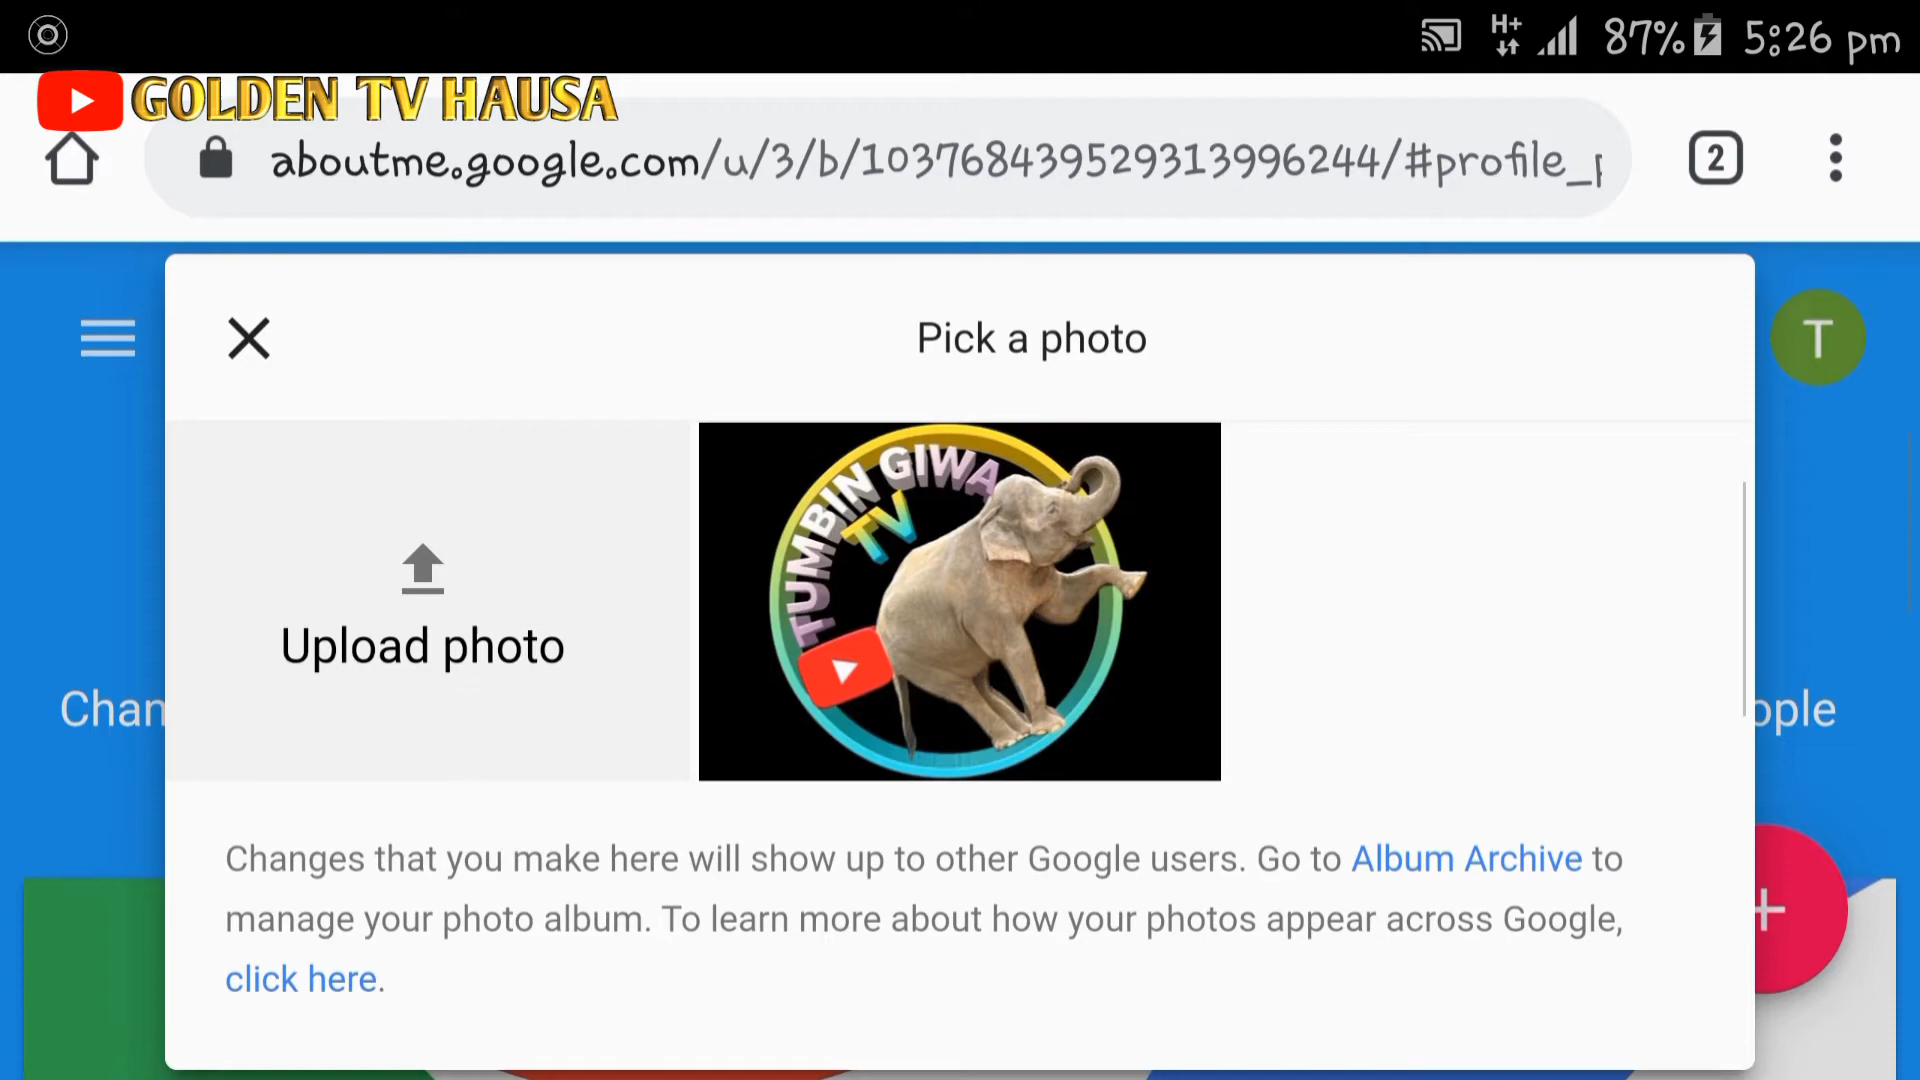 H+ 87% 5:26 pm
GOLDEN TV HAUSA
aboutme.google.com/u/3/b/103768439529313996244/#profile_p
2
Pick a photo
T
TUMBIN GIWA
TV
Upload photo
Chan
ople
Changes that you make here will show up to other Google users. Go to Album Archive to
manage your photo album. To learn more about how your photos appear across Google,
click here.